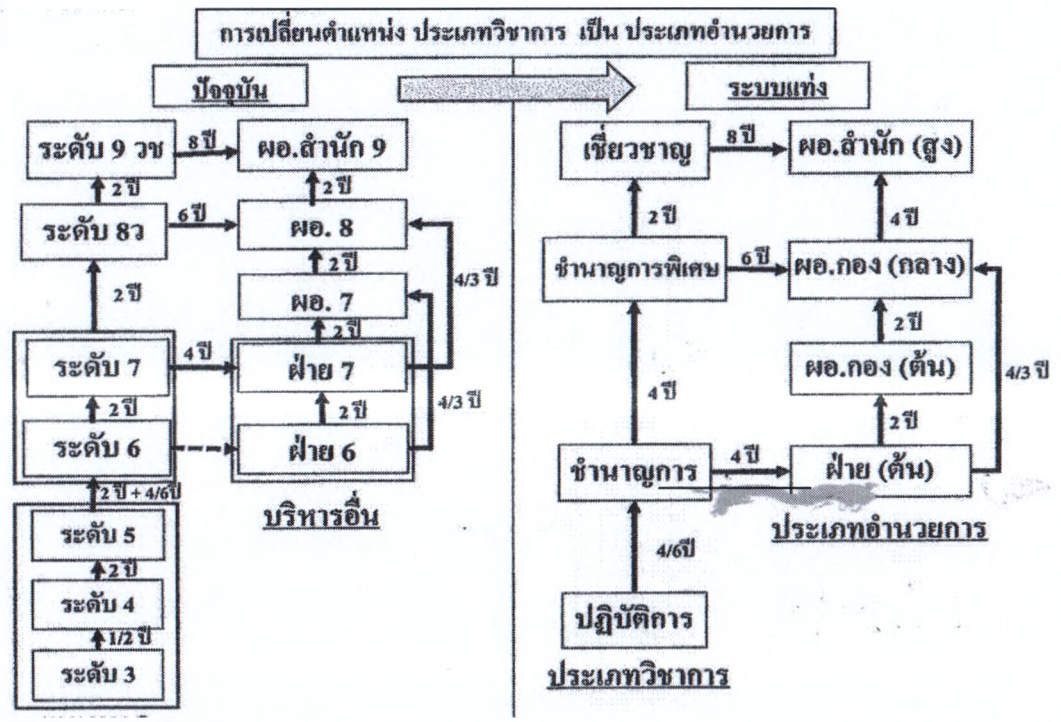 การเปลี่ยนตำแหน่ง ประเภทวิชาการ เป็น ประเภทอำนวยการ
ปัจจุบัน
ระดับ 9 วช
8 ปี
ผอ.สำนัก 9
2 ปี
2 ปี
ระดับ 8ว
6 ปี
ผอ. 8
2 ปี
2 ปี
4/3 ปี
ผอ. 7
2 ปี
ระดับ 7
4 ปี
ฝ่าย 7
4/3 ปี
2 ปี
2 ปี
ระดับ 6
ฝ่าย 6
2 ปี + 4/6ปี
บริหารอื่น
ระดับ 5
2 ปี
ระดับ 4
1/2 ปี
ระดับ 3
ระบบแท่ง
เชี่ยวชาญ
8 ปี
ผอ.สำนัก (สูง)
2 ปี
4 ปี
ชำนาญการพิเศษ
6 ปี
ผอ.กอง (กลาง)
2 ปี
ผอ.กอง (ต้น)
4/3 ปี
4 ปี
2 ปี
ชำนาญการ
4 ปี
ฝ่าย (ต้น)
ประเภทอำนวยการ
4/6ปี
ปฏิบัติการ
ประเภทวิชาการ